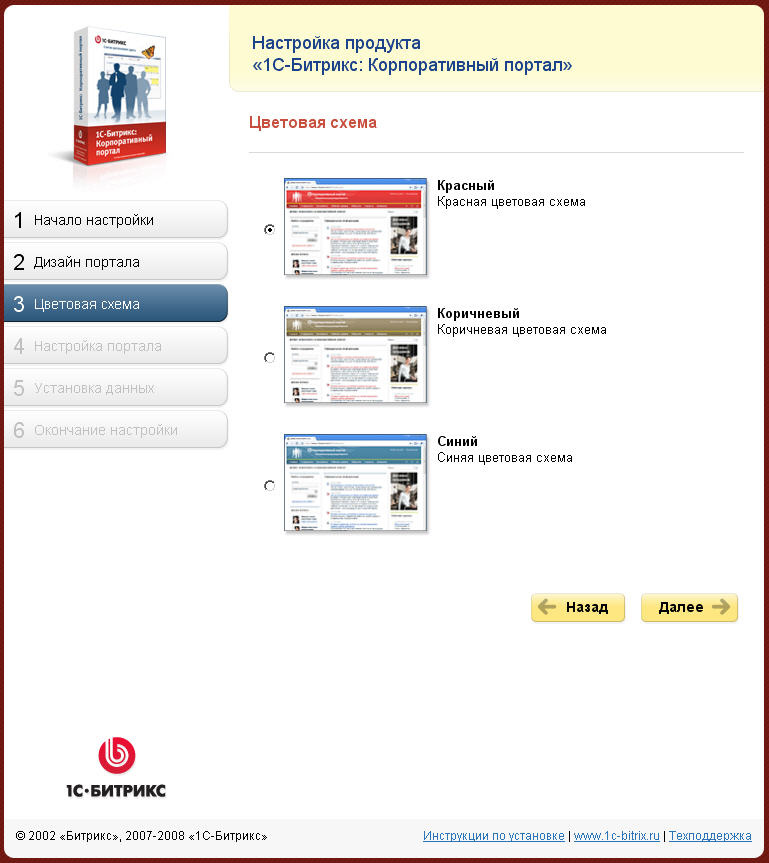 1С-БИТРИКС
1С-Битрикс:
Корпоративный
портал
Настройка продукта
«1С-Битрикс: Корпоративный портал»
Цветовая схема
1 Начало настройки
2 Дизайн портала
3 Цветовая схема
4 Настройка портала
5 Установка данных
6 Окончание настройки
Красный
Красная цветовая схема
Коричневый
Коричневая цветовая схема
Синий
Синяя цветовая схема
Назад
Далее
1С·БИТРИКС
© 2002 «Битрикс», 2007-2008 «1С-Битрикс»
Инструкции по установке | www.1c-bitrix.ru | Техподдержка